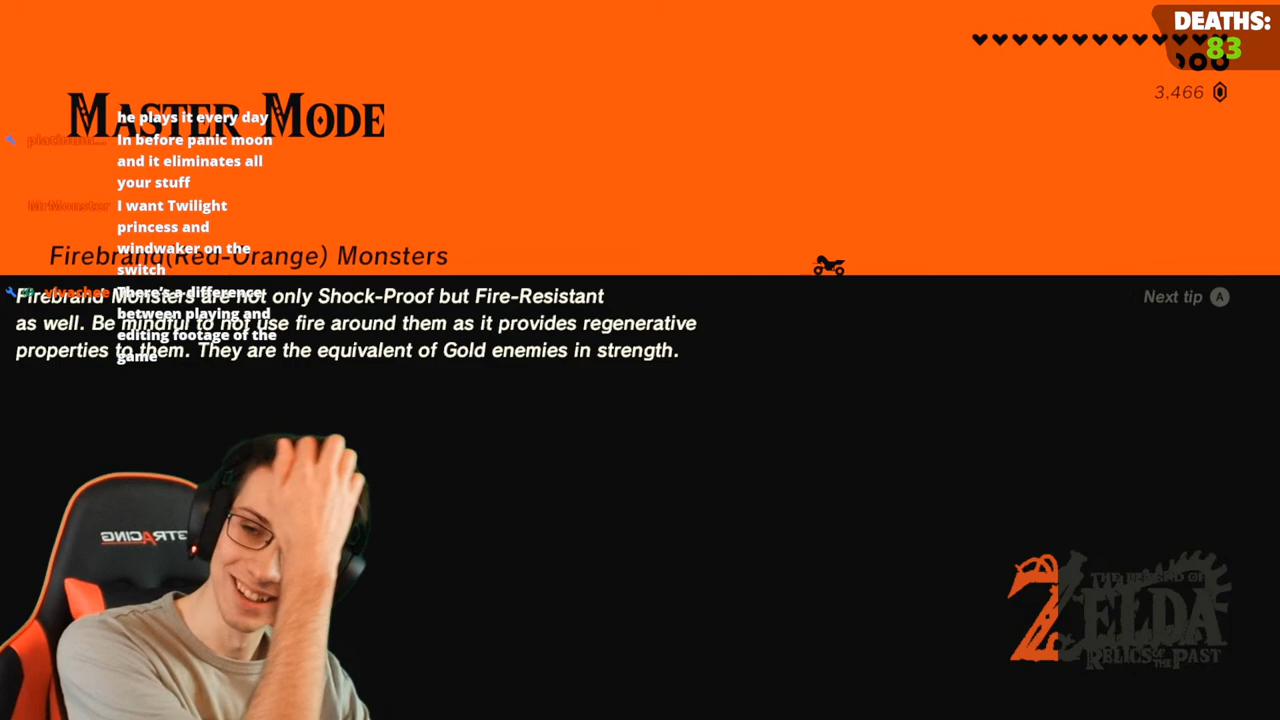 DEATHS:
83
3,466
MASTER MODE
he plays it every day
platinum...
In before panic moon
and it eliminates all
your stuff
MrMonster
I want Twilight
princess and
windwaker on the
switch
Firebrand(Red-Orange) Monsters
vivachee
There's a difference
between playing and
editing footage of the
game
Firebrand Monsters are not only Shock-Proof but Fire-Resistant
as well. Be mindful to not use fire around them as it provides regenerative
properties to them. They are the equivalent of Gold enemies in strength.
Next tip A
THE LEGEND OF
ZELDA
RELICS OF THE PAST